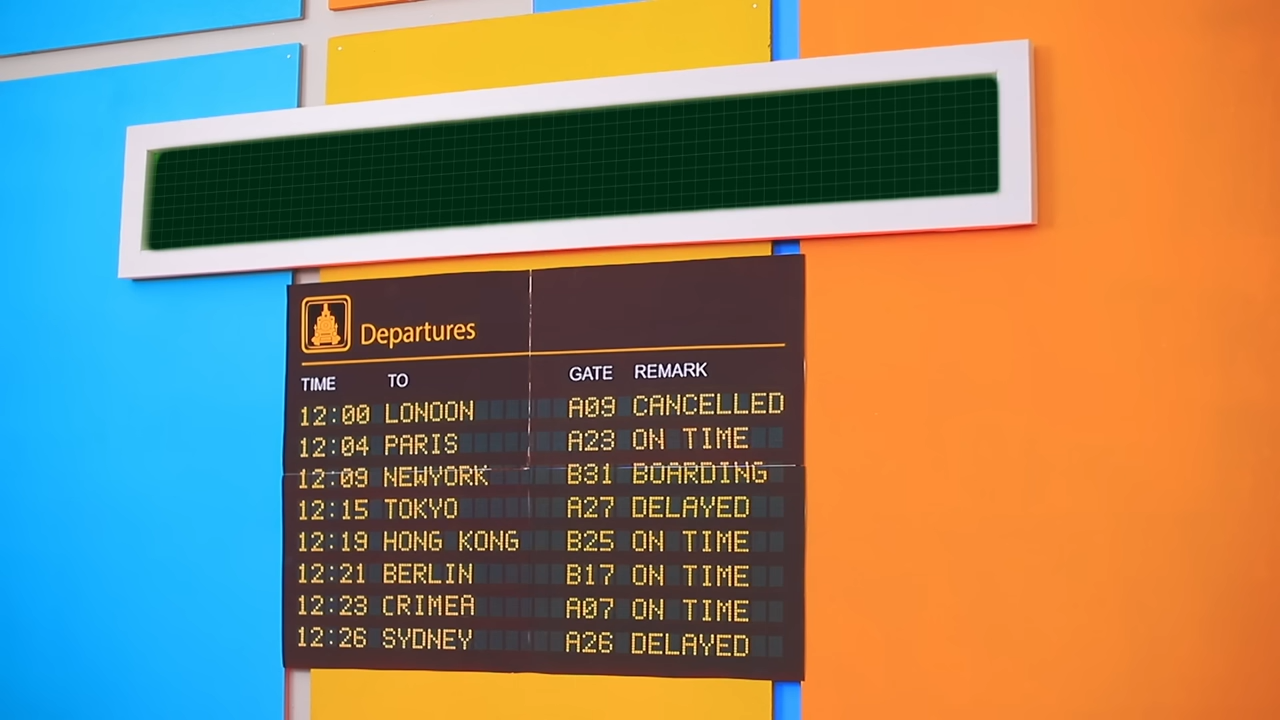 Departures
TIME TO GATE REMARK
12:00 LONOON A09 CANCELLED
12:04 PARIS A23 ON TIME
12:09 NEWYORK B31 BOARDING
12:15 TOKYO A27 DELAYED
12:19 HONG KONG B25 ON TIME
12:21 BERLIN B17 ON TIME
12:23 CRIMEA A07 ON TIME
12:26 SYDNEY A26 DELAYED